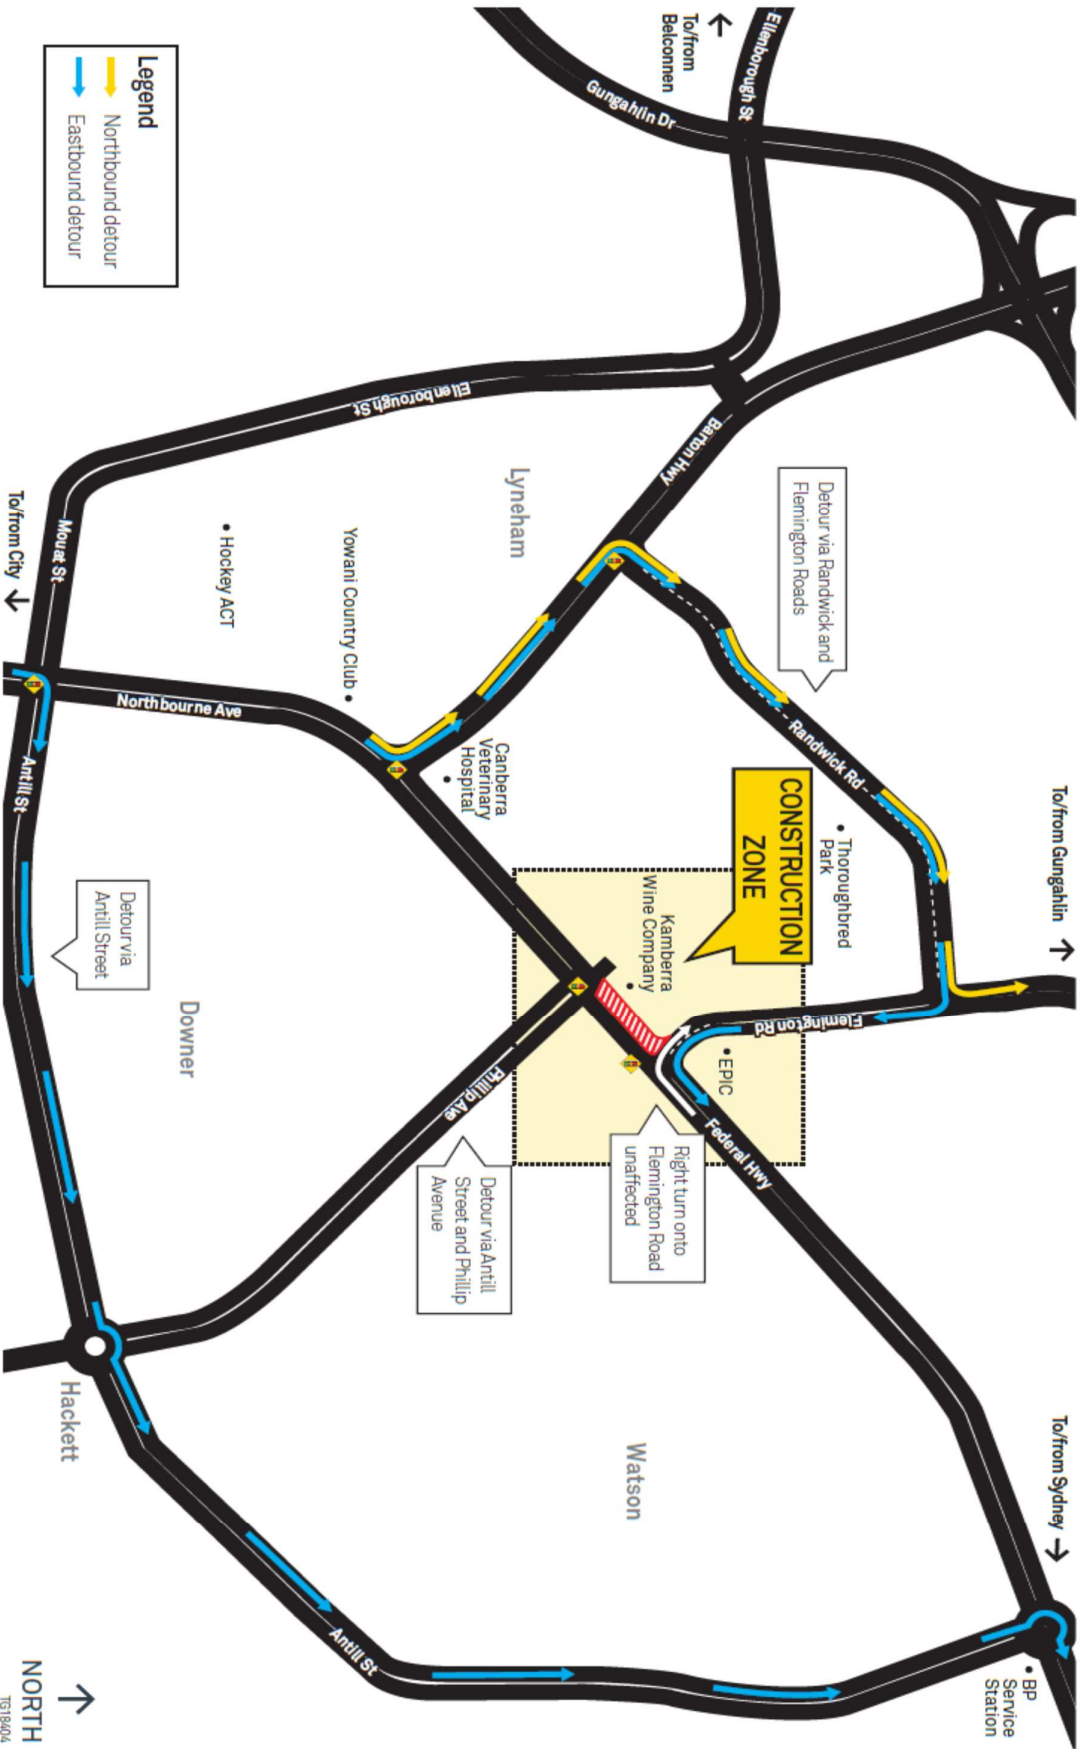 To/from
Belconnen
Ellenborough St
Gungahlin Dr
Legend
Northbound detour
Eastbound detour
Ellenborough St
Barton Hwy
Lyneham
Detour via Randwick and
Flemington Roads
To/from City
Mouat St
Hockey ACT
Yowani Country Club
Northbourne Ave
Antill St
Canberra
Veterinary
Hospital
Randwick Rd
Thoroughbred
Park
To/from Gungahlin
CONSTRUCTION
ZONE
Kamberra
Wine Company
Flemington Rd
EPIC
Detour via
Antill Street
Downer
Phillip Ave
Federal Hwy
Right turn onto
Flemington Road
unaffected
Detour via Antill
Street and Phillip
Avenue
Hackett
Watson
To/from Sydney
Antill St
BP
Service
Station
NORTH
TG18404